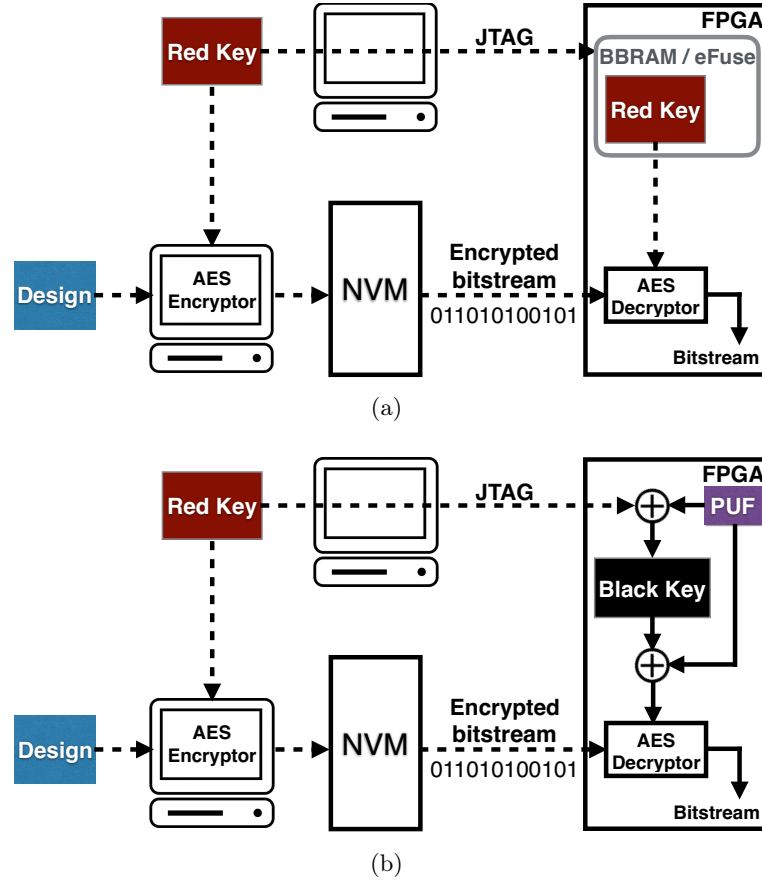 FPGA
Red Key
JTAG
BBRAM / eFuse
Red Key
Design
AES
Encryptor
NVM
Encrypted
bitstream
011010100101
AES
Decryptor
Bitstream
(a)
FPGA
Red Key
JTAG
PUF
Black Key
Design
AES
Encryptor
NVM
Encrypted
bitstream
011010100101
AES
Decryptor
Bitstream
(b)